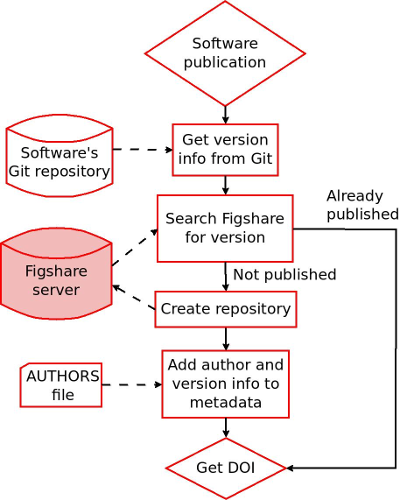 Software
publication
Get version
info from Git
Software's
Git repository
Search Figshare
for version
Already
published
Figshare
server
Not published
Create repository
Add author and
version info to
metadata
AUTHORS
file
Get DOI